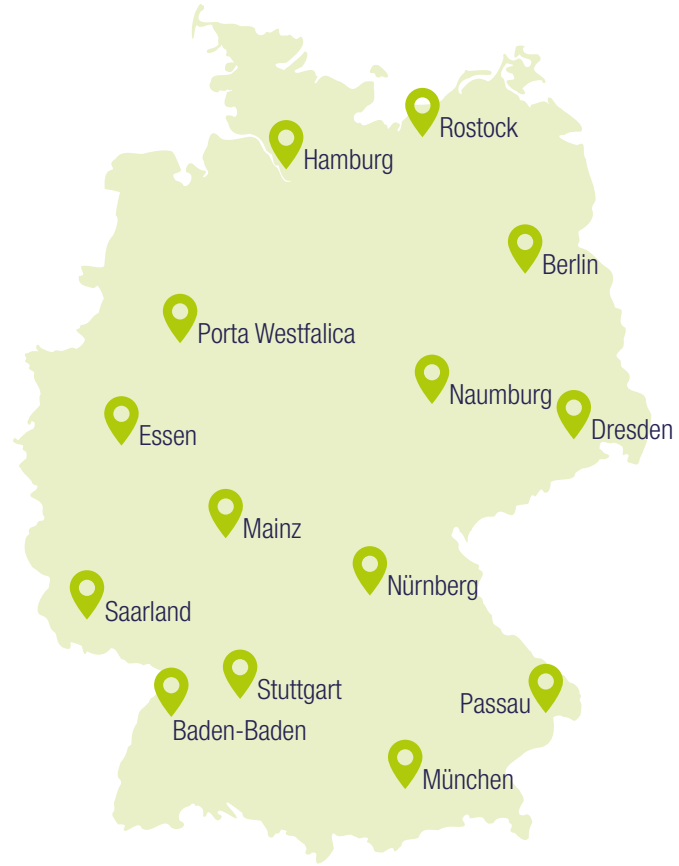 Rostock
Hamburg
Berlin
Porta Westfalica
Naumburg
Dresden
Essen
Mainz
Nürnberg
Saarland
Stuttgart
Passau
Baden-Baden
München